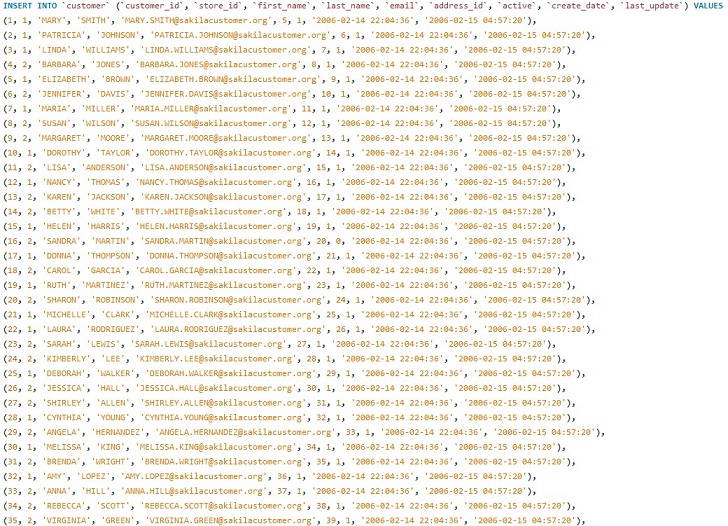 INSERT INTO `customer` (`customer_id`, `store_id`, `first_name`, `last_name`, `email`, `address_id`, `active`, `create_date`, `last_update`) VALUES
(1, 1, 'MARY', 'SMITH', 'MARY.SMITH@sakilacustomer.org', 5, 1, '2006-02-14 22:04:36', '2006-02-15 04:57:20'),
(2, 1, 'PATRICIA', 'JOHNSON', 'PATRICIA.JOHNSON@sakilacustomer.org', 6, 1, '2006-02-14 22:04:36', '2006-02-15 04:57:20'),
(3, 1, 'LINDA', 'WILLIAMS', 'LINDA.WILLIAMS@sakilacustomer.org', 7, 1, '2006-02-14 22:04:36', '2006-02-15 04:57:20'),
(4, 2, 'BARBARA', 'JONES', 'BARBARA.JONES@sakilacustomer.org', 8, 1, '2006-02-14 22:04:36', '2006-02-15 04:57:20'),
(5, 1, 'ELIZABETH', 'BROWN', 'ELIZABETH.BROWN@sakilacustomer.org', 9, 1, '2006-02-14 22:04:36', '2006-02-15 04:57:20'),
(6, 2, 'JENNIFER', 'DAVIS', 'JENNIFER.DAVIS@sakilacustomer.org', 10, 1, '2006-02-14 22:04:36', '2006-02-15 04:57:20'),
(7, 1, 'MARIA', 'MILLER', 'MARIA.MILLER@sakilacustomer.org', 11, 1, '2006-02-14 22:04:36', '2006-02-15 04:57:20'),
(8, 2, 'SUSAN', 'WILSON', 'SUSAN.WILSON@sakilacustomer.org', 12, 1, '2006-02-14 22:04:36', '2006-02-15 04:57:20'),
(9, 2, 'MARGARET', 'MOORE', 'MARGARET.MOORE@sakilacustomer.org', 13, 1, '2006-02-14 22:04:36', '2006-02-15 04:57:20'),
(10, 1, 'DOROTHY', 'TAYLOR', 'DOROTHY.TAYLOR@sakilacustomer.org', 14, 1, '2006-02-14 22:04:36', '2006-02-15 04:57:20'),
(11, 2, 'LISA', 'ANDERSON', 'LISA.ANDERSON@sakilacustomer.org', 15, 1, '2006-02-14 22:04:36', '2006-02-15 04:57:20'),
(12, 1, 'NANCY', 'THOMAS', 'NANCY.THOMAS@sakilacustomer.org', 16, 1, '2006-02-14 22:04:36', '2006-02-15 04:57:20'),
(13, 2, 'KAREN', 'JACKSON', 'KAREN.JACKSON@sakilacustomer.org', 17, 1, '2006-02-14 22:04:36', '2006-02-15 04:57:20'),
(14, 2, 'BETTY', 'WHITE', 'BETTY.WHITE@sakilacustomer.org', 18, 1, '2006-02-14 22:04:36', '2006-02-15 04:57:20'),
(15, 1, 'HELEN', 'HARRIS', 'HELEN.HARRIS@sakilacustomer.org', 19, 1, '2006-02-14 22:04:36', '2006-02-15 04:57:20'),
(16, 2, 'SANDRA', 'MARTIN', 'SANDRA.MARTIN@sakilacustomer.org', 20, 0, '2006-02-14 22:04:36', '2006-02-15 04:57:20'),
(17, 1, 'DONNA', 'THOMPSON', 'DONNA.THOMPSON@sakilacustomer.org', 21, 1, '2006-02-14 22:04:36', '2006-02-15 04:57:20'),
(18, 2, 'CAROL', 'GARCIA', 'CAROL.GARCIA@sakilacustomer.org', 22, 1, '2006-02-14 22:04:36', '2006-02-15 04:57:20'),
(19, 1, 'RUTH', 'MARTINEZ', 'RUTH.MARTINEZ@sakilacustomer.org', 23, 1, '2006-02-14 22:04:36', '2006-02-15 04:57:20'),
(20, 2, 'SHARON', 'ROBINSON', 'SHARON.ROBINSON@sakilacustomer.org', 24, 1, '2006-02-14 22:04:36', '2006-02-15 04:57:20'),
(21, 1, 'MICHELLE', 'CLARK', 'MICHELLE.CLARK@sakilacustomer.org', 25, 1, '2006-02-14 22:04:36', '2006-02-15 04:57:20'),
(22, 1, 'LAURA', 'RODRIGUEZ', 'LAURA.RODRIGUEZ@sakilacustomer.org', 26, 1, '2006-02-14 22:04:36', '2006-02-15 04:57:20'),
(23, 2, 'SARAH', 'LEWIS', 'SARAH.LEWIS@sakilacustomer.org', 27, 1, '2006-02-14 22:04:36', '2006-02-15 04:57:20'),
(24, 2, 'KIMBERLY', 'LEE', 'KIMBERLY.LEE@sakilacustomer.org', 28, 1, '2006-02-14 22:04:36', '2006-02-15 04:57:20'),
(25, 1, 'DEBORAH', 'WALKER', 'DEBORAH.WALKER@sakilacustomer.org', 29, 1, '2006-02-14 22:04:36', '2006-02-15 04:57:20'),
(26, 2, 'JESSICA', 'HALL', 'JESSICA.HALL@sakilacustomer.org', 30, 1, '2006-02-14 22:04:36', '2006-02-15 04:57:20'),
(27, 1, 'SHIRLEY', 'ALLEN', 'SHIRLEY.ALLEN@sakilacustomer.org', 31, 1, '2006-02-14 22:04:36', '2006-02-15 04:57:20'),
(28, 1, 'CYNTHIA', 'YOUNG', 'CYNTHIA.YOUNG@sakilacustomer.org', 32, 1, '2006-02-14 22:04:36', '2006-02-15 04:57:20'),
(29, 2, 'ANGELA', 'HERNANDEZ', 'ANGELA.HERNANDEZ@sakilacustomer.org', 33, 1, '2006-02-14 22:04:36', '2006-02-15 04:57:20'),
(30, 1, 'MELISSA', 'KING', 'MELISSA.KING@sakilacustomer.org', 34, 1, '2006-02-14 22:04:36', '2006-02-15 04:57:20'),
(31, 2, 'BRENDA', 'WRIGHT', 'BRENDA.WRIGHT@sakilacustomer.org', 35, 1, '2006-02-14 22:04:36', '2006-02-15 04:57:20'),
(32, 1, 'AMY', 'LOPEZ', 'AMY.LOPEZ@sakilacustomer.org', 36, 1, '2006-02-14 22:04:36', '2006-02-15 04:57:20'),
(33, 2, 'ANNA', 'HILL', 'ANNA.HILL@sakilacustomer.org', 37, 1, '2006-02-14 22:04:36', '2006-02-15 04:57:20'),
(34, 2, 'REBECCA', 'SCOTT', 'REBECCA.SCOTT@sakilacustomer.org', 38, 1, '2006-02-14 22:04:36', '2006-02-15 04:57:20'),
(35, 2, 'VIRGINIA', 'GREEN', 'VIRGINIA.GREEN@sakilacustomer.org', 39, 1, '2006-02-14 22:04:36', '2006-02-15 04:57:20'),